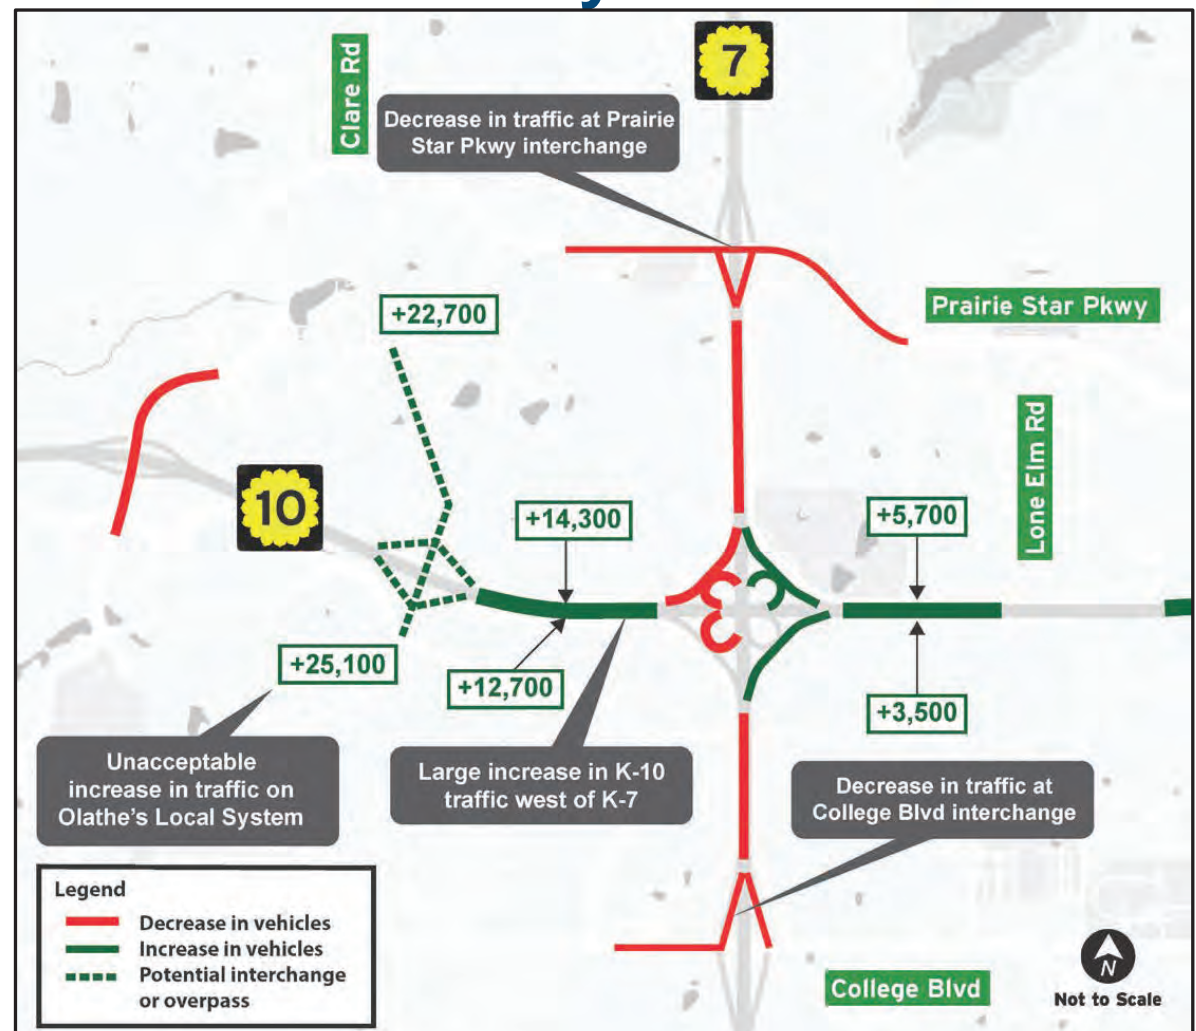 7
Clare Rd
Decrease in traffic at Prairie
Star Pkwy interchange
Prairie Star Pkwy
+22,700
Lone Elm Rd
10
+14,300
+5,700
+25,100
+12,700
+3,500
Unacceptable
increase in traffic on
Olathe's Local System
Large increase in K-10
traffic west of K-7
Decrease in traffic at
College Blvd interchange
Legend
Decrease in vehicles
Increase in vehicles
Potential interchange
or overpass
College Blvd
N
Not to Scale